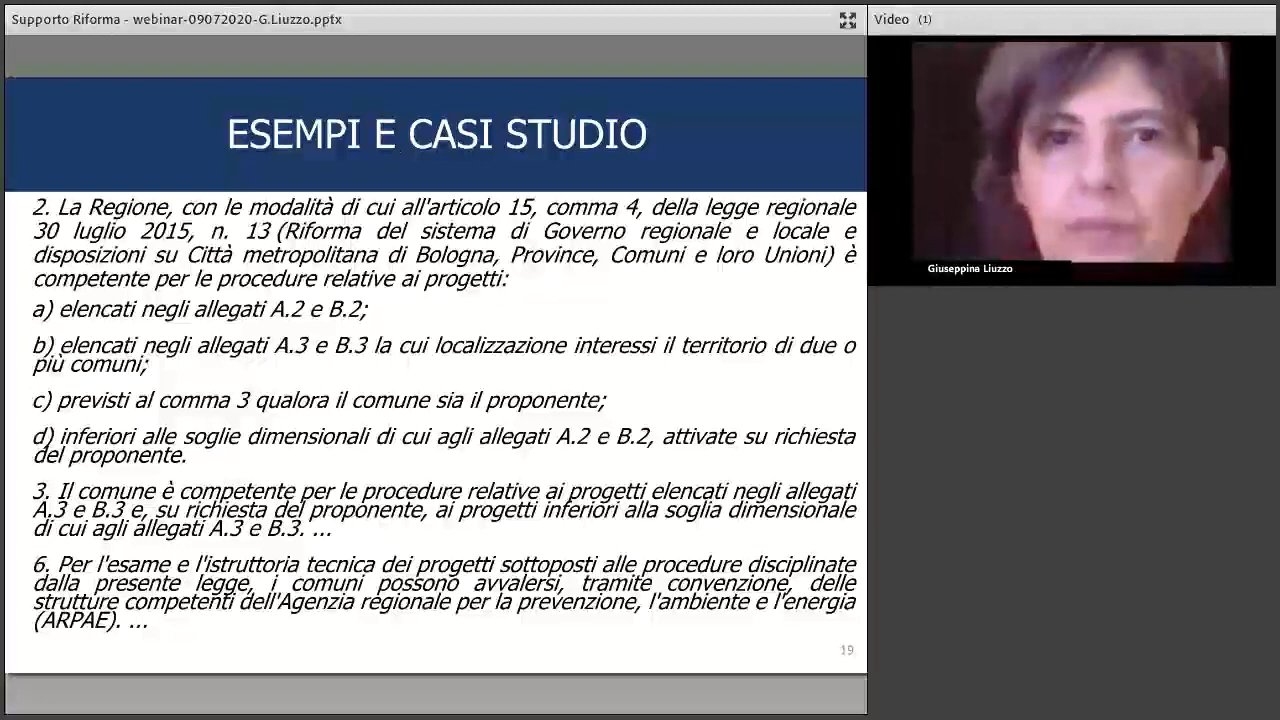 Supporto Riforma - webinar-09072020-G.Liuzzo.pptx
Video (1)
Giuseppina Liuzzo
ESEMPI E CASI STUDIO
2. La Regione, con le modalità di cui all'articolo 15, comma 4, della legge regionale
30 luglio 2015, n. 13 (Riforma del sistema di Governo regionale e locale e
disposizioni su Città metropolitana di Bologna, Province, Comuni e loro Unioni) è
competente per le procedure relative ai progetti:
a) elencati negli allegati A.2 e B.2;
b) elencati negli allegati A.3 e B.3 la cui localizzazione interessi il territorio di due o
più comuni;
c) previsti al comma 3 qualora il comune sia il proponente;
d) inferiori alle soglie dimensionali di cui agli allegati A.2 e B.2, attivate su richiesta
del proponente.
3. Il comune è competente per le procedure relative ai progetti elencati negli allegati
A.3 e B.3 e, su richiesta del proponente, ai progetti inferiori alla soglia dimensionale
di cui agli allegati A.3 e B.3. ...
6. Per l'esame e l'istruttoria tecnica dei progetti sottoposti alle procedure disciplinate
dalla presente legge, i comuni possono avvalersi, tramite convenzione, delle
strutture competenti dell'Agenzia regionale per la prevenzione, l'ambiente e l'energia
(ARPAE). ...
19